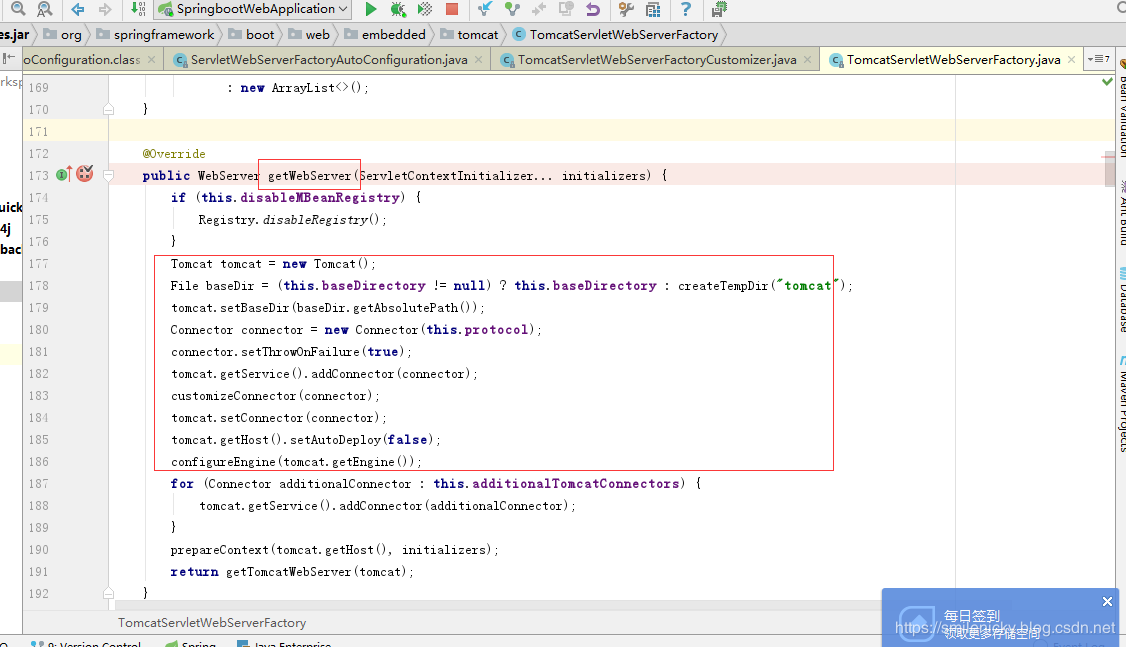 SpringbootWebApplication
es.jar org springframework boot web embedded tomcat TomcatServletWebServerFactory
oConfiguration.class ServletWebServerFactoryAutoConfiguration.java TomcatServletWebServerFactoryCustomizer.java TomcatServletWebServerFactory.java
169 : new ArrayList<>();
170 }
171
172 @Override
173 public WebServer getWebServer(ServletContextInitializer... initializers) {
174 if (this.disableMBeanRegistry) {
175 Registry.disableRegistry();
176 }
177 Tomcat tomcat = new Tomcat();
178 File baseDir = (this.baseDirectory != null) ? this.baseDirectory : createTempDir("tomcat");
179 tomcat.setBaseDir(baseDir.getAbsolutePath());
180 Connector connector = new Connector(this.protocol);
181 connector.setThrowOnFailure(true);
182 tomcat.getService().addConnector(connector);
183 customizeConnector(connector);
184 tomcat.setConnector(connector);
185 tomcat.getHost().setAutoDeploy(false);
186 configureEngine(tomcat.getEngine());
187 for (Connector additionalConnector : this.additionalTomcatConnectors) {
188 tomcat.getService().addConnector(additionalConnector);
189 }
190 prepareContext(tomcat.getHost(), initializers);
191 return getTomcatWebServer(tomcat);
192 }
rksp
uick
4j
bac
Bean Validation
Ant Build
Database
Maven Projects
TomcatServletWebServerFactory
每日签到
领取更多存储空间
https://smilenicky.blog.csdn.net
9: Version Control Spring Java Enterprise